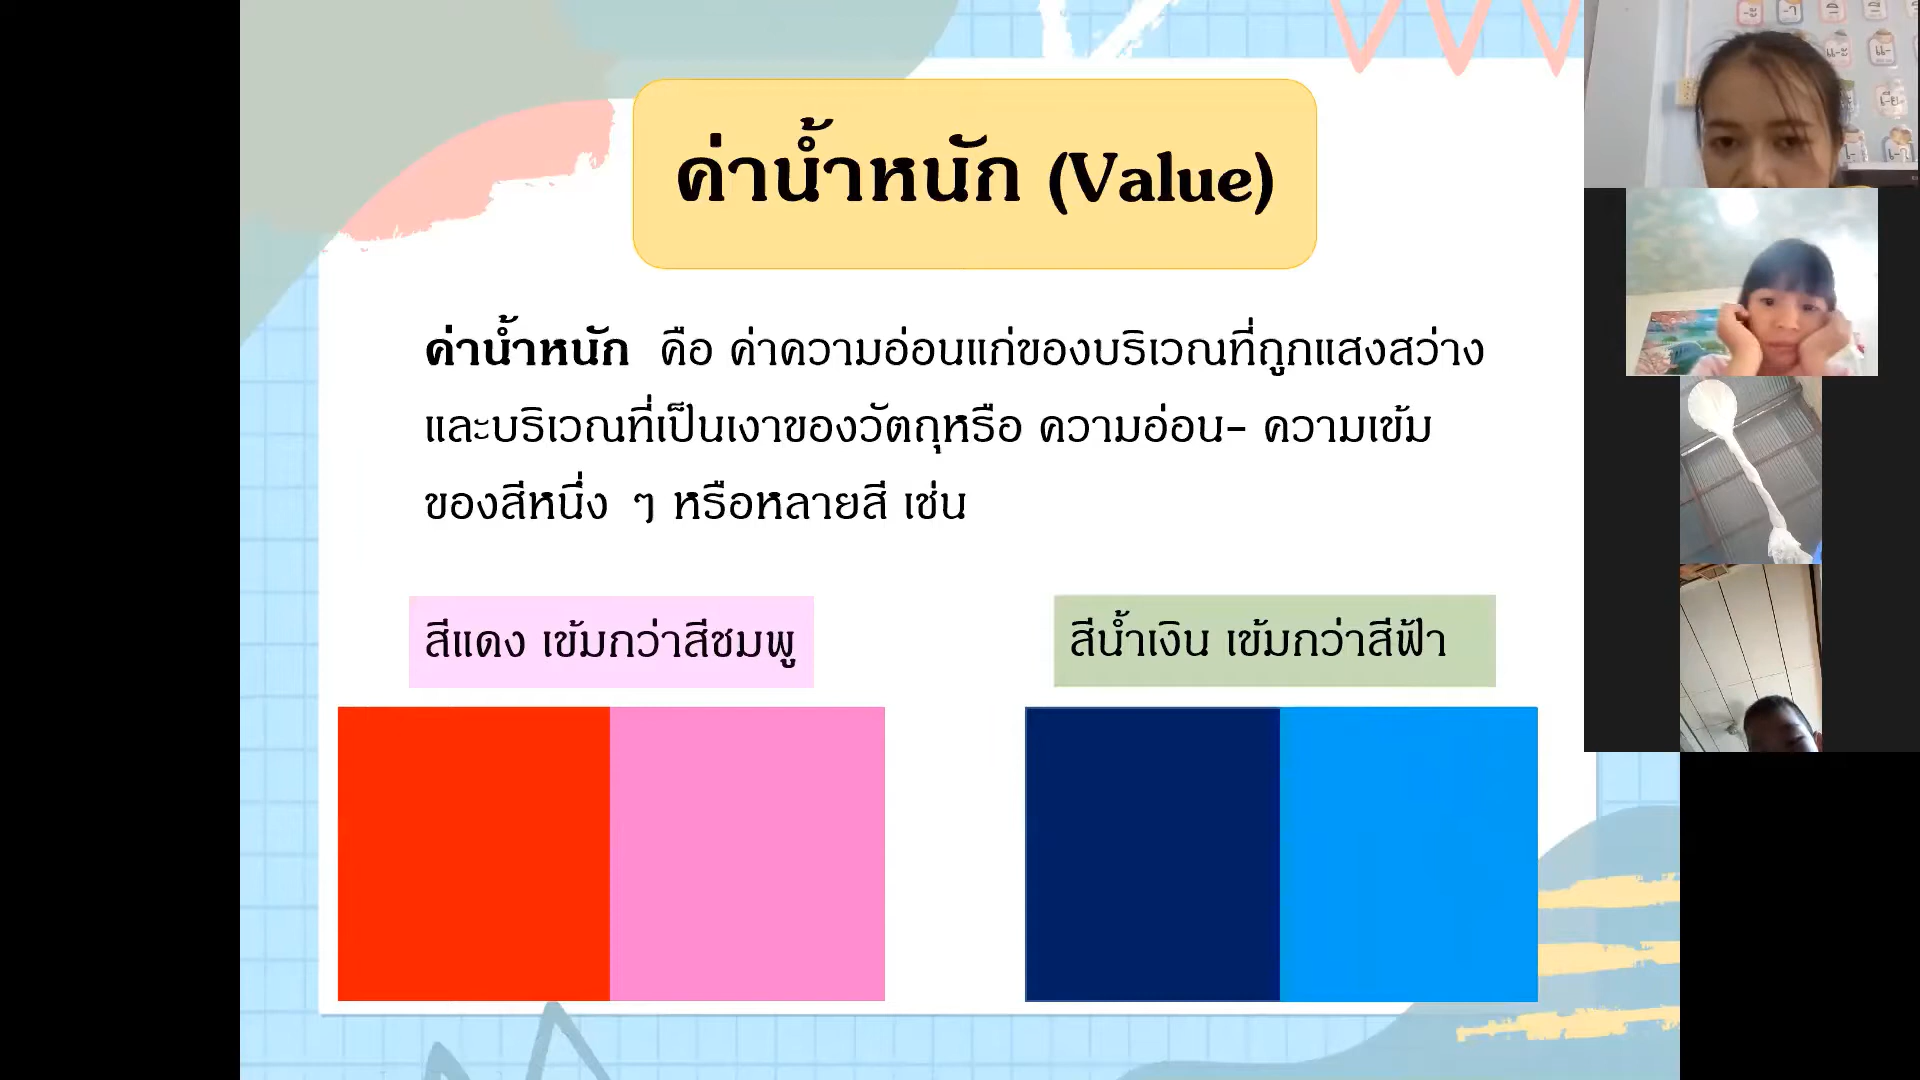 ค่าน้ำหนัก (Value)
ค่าน้ำหนัก คือ ค่าความอ่อนแก่ของบริเวณที่ถูกแสงสว่าง
และบริเวณที่เป็นเงาของวัตถุหรือ ความอ่อน- ความเข้ม
ของสีหนึ่ง ๆ หรือหลายสี เช่น
สีแดง เข้มกว่าสีชมพู
สีน้ำเงิน เข้มกว่าสีฟ้า